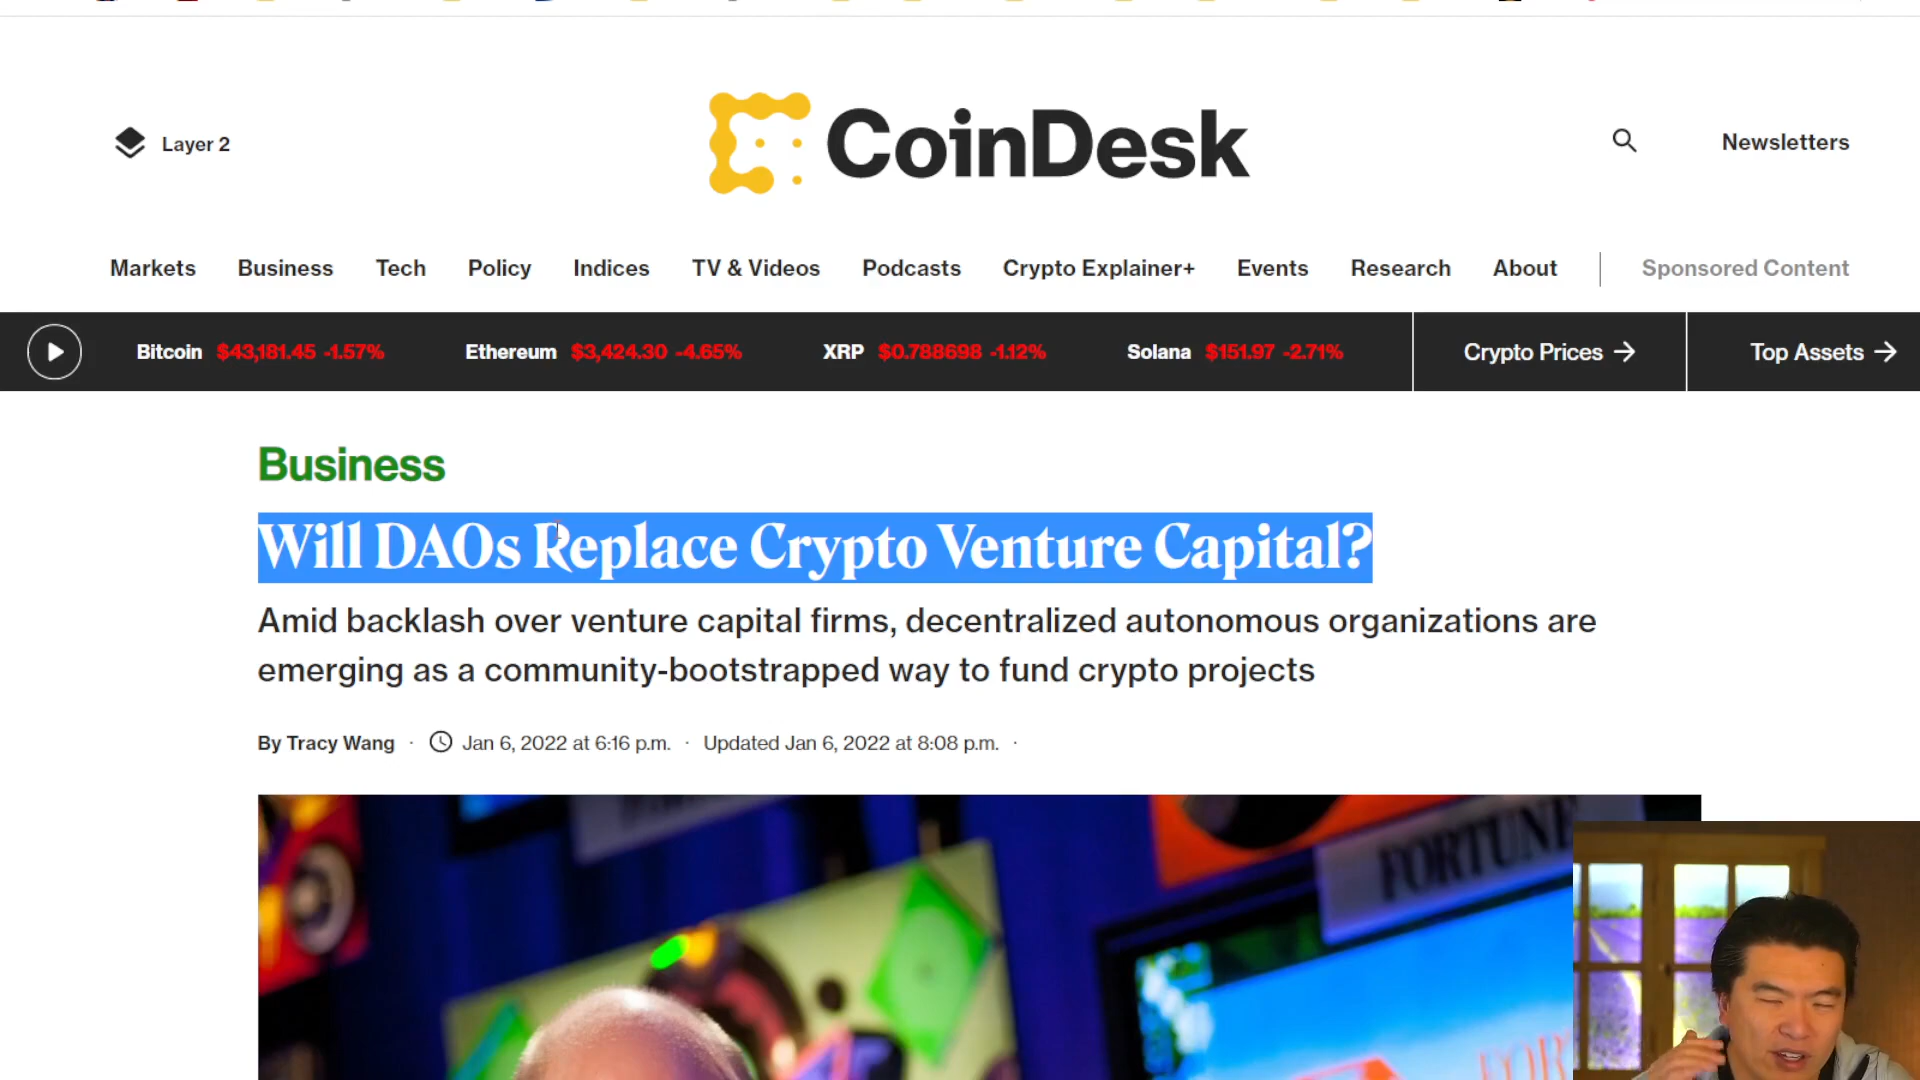 Layer 2
CoinDesk
Newsletters
Markets Business Tech Policy Indices TV & Videos Podcasts Crypto Explainer+ Events Research About Sponsored Content
Bitcoin $43,181.45 -1.57% Ethereum $3,424.30 -4.65% XRP $0.788698 -1.12% Solana $151.97 -2.71% Crypto Prices → Top Assets →
Business
Will DAOs Replace Crypto Venture Capital?
Amid backlash over venture capital firms, decentralized autonomous organizations are
emerging as a community-bootstrapped way to fund crypto projects
By Tracy Wang · Jan 6, 2022 at 6:16 p.m. · Updated Jan 6, 2022 at 8:08 p.m. ·
FORTUNE